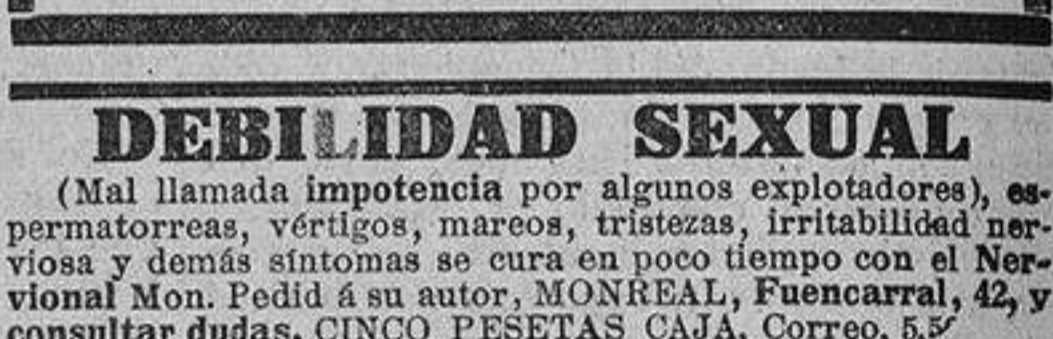 DEBILIDAD SEXUAL
(Mal llamada impotencia por algunos explotadores), es-
permatorreas, vértigos, mareos, tristezas, irritabilidad ner-
viosa y demás síntomas se cura en poco tiempo con el Ner-
vional Mon. Pedid á su autor, MONREAL, Fuencarral, 42, y
consultar dudas. CINCO PESETAS CAJA. Correo, 5,50